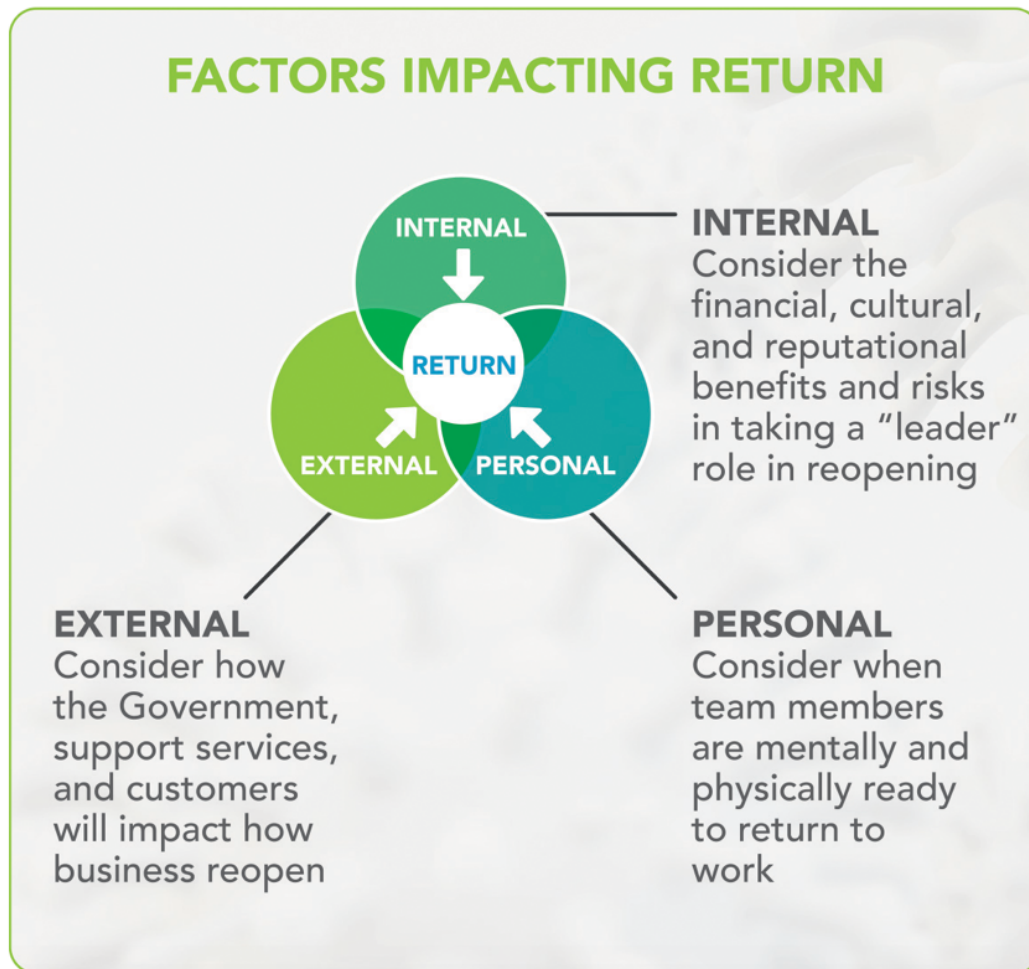 FACTORS IMPACTING RETURN
INTERNAL
RETURN
EXTERNAL
PERSONAL
INTERNAL
Consider the
financial, cultural,
and reputational
benefits and risks
in taking a “leader”
role in reopening
EXTERNAL
Consider how
the Government,
support services,
and customers
will impact how
business reopen
PERSONAL
Consider when
team members
are mentally and
physically ready
to return to
work